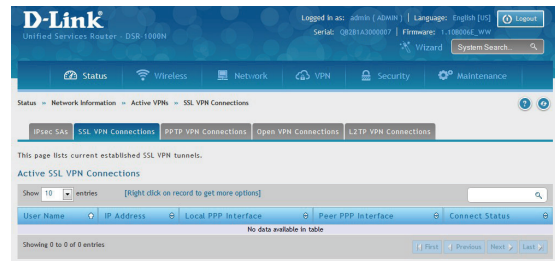 D-Link
Logged in as: admin ( ADMIN ) | Language: English [US] Logout
Unified Services Router - DSR-1000N
Serial: QB2B1A3000007 | Firmware: 1.10B006E_WW
Wizard System Search...
Status Wireless Network VPN Security Maintenance
Status » Network Information » Active VPNs » SSL VPN Connections
IPsec SAs SSL VPN Connections PPTP VPN Connections Open VPN Connections L2TP VPN Connections
This page lists current established SSL VPN tunnels.
Active SSL VPN Connections
Show 10 entries [Right click on record to get more options]
User Name IP Address Local PPP Interface Peer PPP Interface Connect Status
No data available in table
Showing 0 to 0 of 0 entries First Previous Next Last